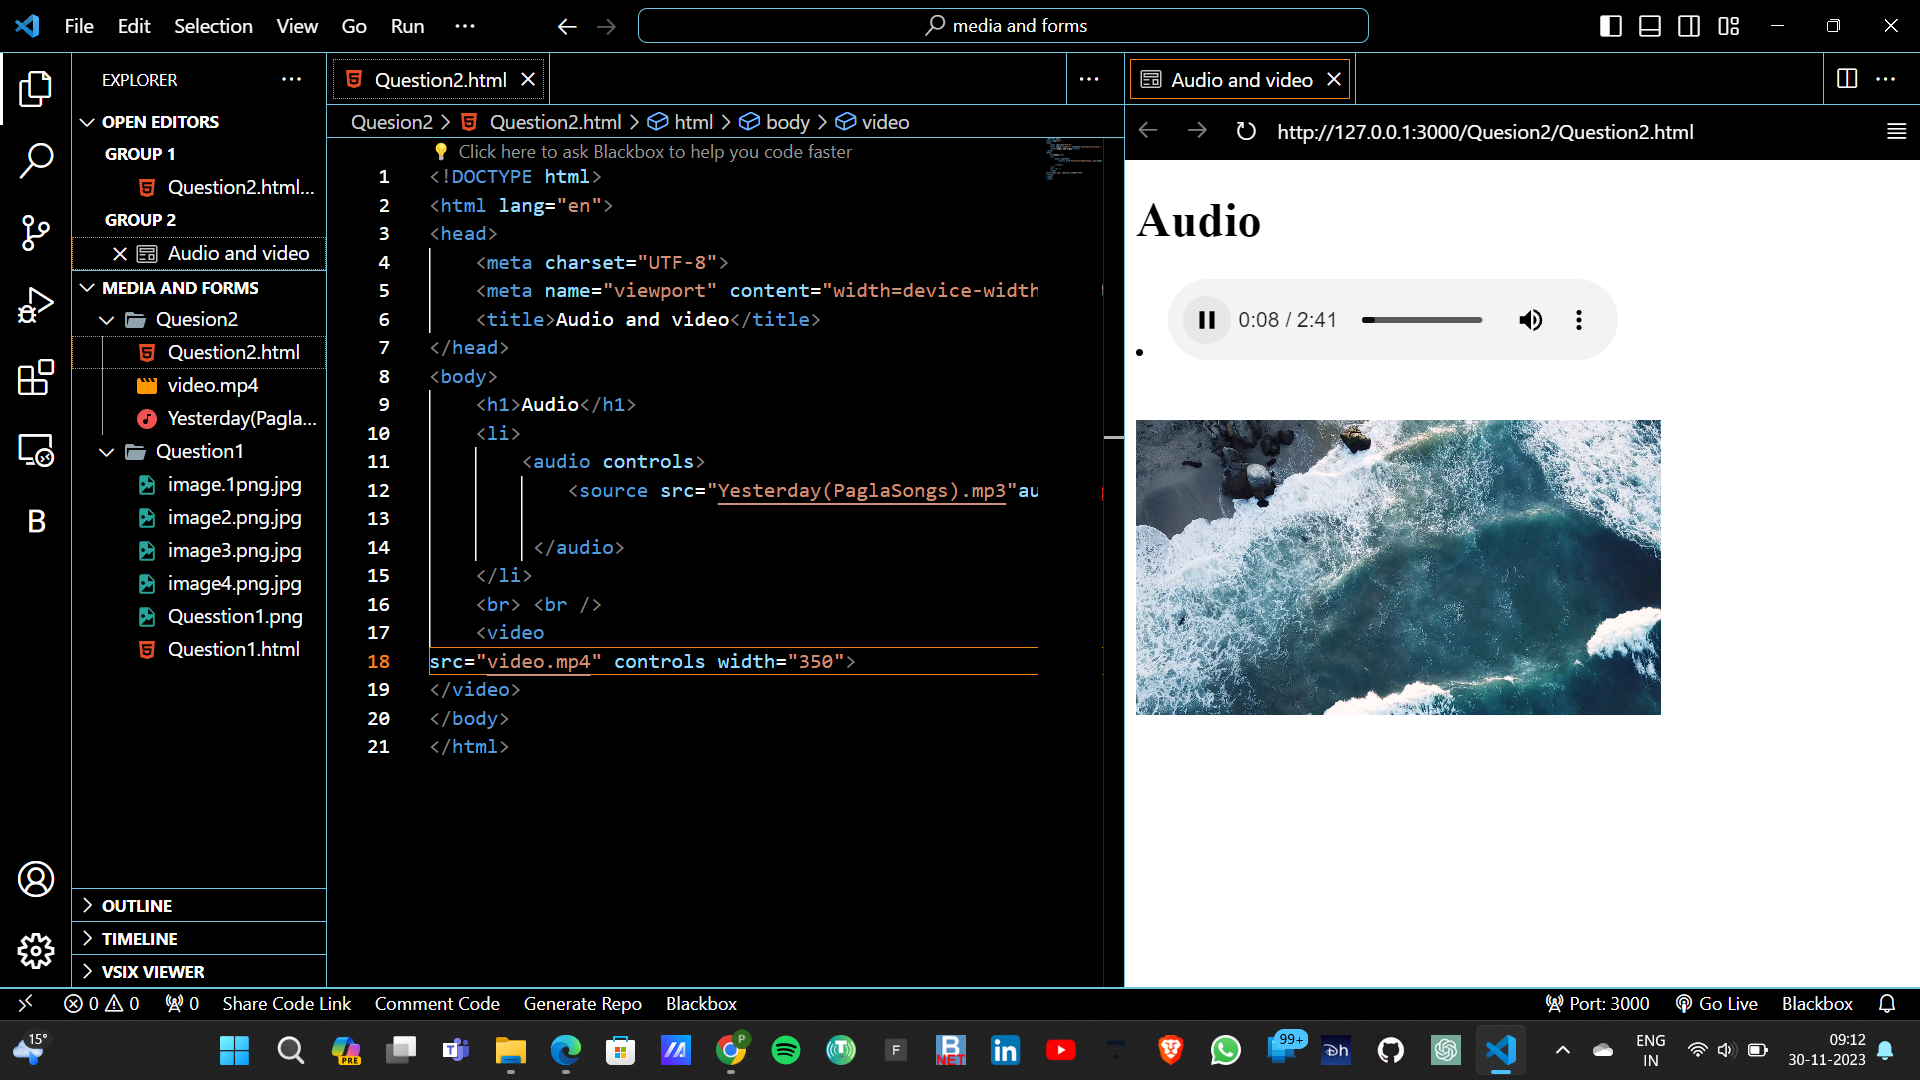 File Edit Selection View Go Run ···
media and forms
EXPLORER ···
OPEN EDITORS
GROUP 1
Question2.html...
GROUP 2
Audio and video
MEDIA AND FORMS
Quesion2
Question2.html
video.mp4
Yesterday(Pagla...
Question1
image.1png.jpg
image2.png.jpg
image3.png.jpg
image4.png.jpg
Quesstion1.png
Question1.html
OUTLINE
TIMELINE
VSIX VIEWER
B
Question2.html
Quesion2 > Question2.html > html > body > video
Click here to ask Blackbox to help you code faster
1 <!DOCTYPE html>
2 <html lang="en">
3 <head>
4 <meta charset="UTF-8">
5 <meta name="viewport" content="width=device-width
6 <title>Audio and video</title>
7 </head>
8 <body>
9 <h1>Audio</h1>
10 <li>
11 <audio controls>
12 <source src="Yesterday(PaglaSongs).mp3"au
13
14 </audio>
15 </li>
16 <br> <br />
17 <video
18 src="video.mp4" controls width="350">
19 </video>
20 </body>
21 </html>
Audio and video
http://127.0.0.1:3000/Quesion2/Question2.html
Audio
0:08 / 2:41
0 0 0 Share Code Link Comment Code Generate Repo Blackbox
Port: 3000 Go Live Blackbox
15°
PRE
P
F
B
.NET
in
99+
Dh
ENG
IN
09:12
30-11-2023